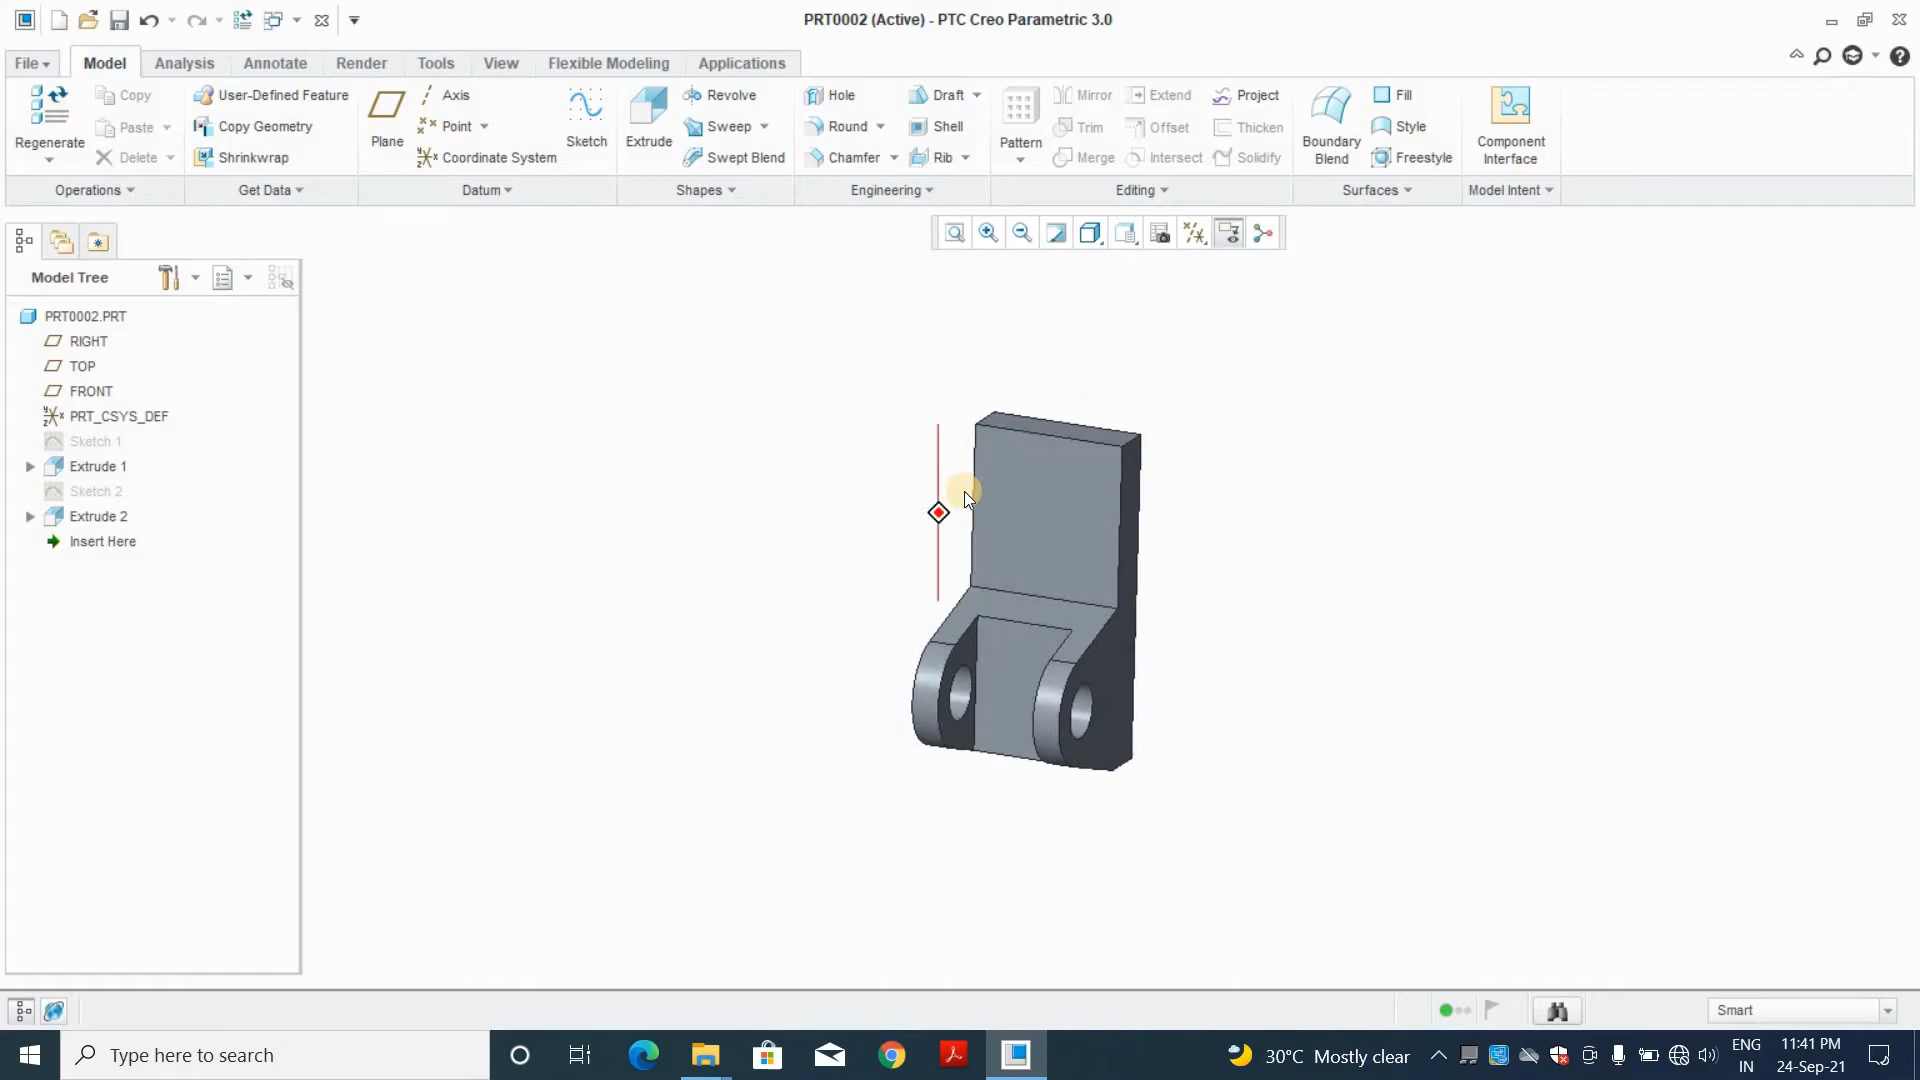 PRT0002 (Active) - PTC Creo Parametric 3.0
File
Model
Analysis
Annotate
Render
Tools
View
Flexible Modeling
Applications
Regenerate
Copy
Paste
Delete
Operations
User-Defined Feature
Copy Geometry
Shrinkwrap
Get Data
Plane
Axis
Point
Coordinate System
Sketch
Datum
Extrude
Revolve
Sweep
Swept Blend
Shapes
Hole
Round
Chamfer
Draft
Shell
Rib
Engineering
Pattern
Mirror
Trim
Merge
Extend
Offset
Intersect
Project
Thicken
Solidify
Editing
Boundary
Blend
Fill
Style
Freestyle
Surfaces
Component
Interface
Model Intent
Model Tree
PRT0002.PRT
RIGHT
TOP
FRONT
PRT_CSYS_DEF
Sketch 1
Extrude 1
Sketch 2
Extrude 2
Insert Here
Smart
Type here to search
30°C Mostly clear
ENG
IN
11:41 PM
24-Sep-21